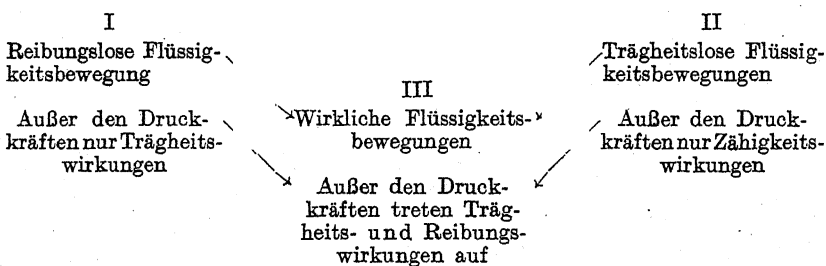 I
Reibungslose Flüssig-
keitsbewegung
Außer den Druck-
kräften nur Trägheits-
wirkungen
III
Wirkliche Flüssigkeits-
bewegungen
Außer den Druck-
kräften treten Träg-
heits- und Reibungs-
wirkungen auf
II
Trägheitslose Flüssig-
keitsbewegungen
Außer den Druck-
kräften nur Zähigkeits-
wirkungen